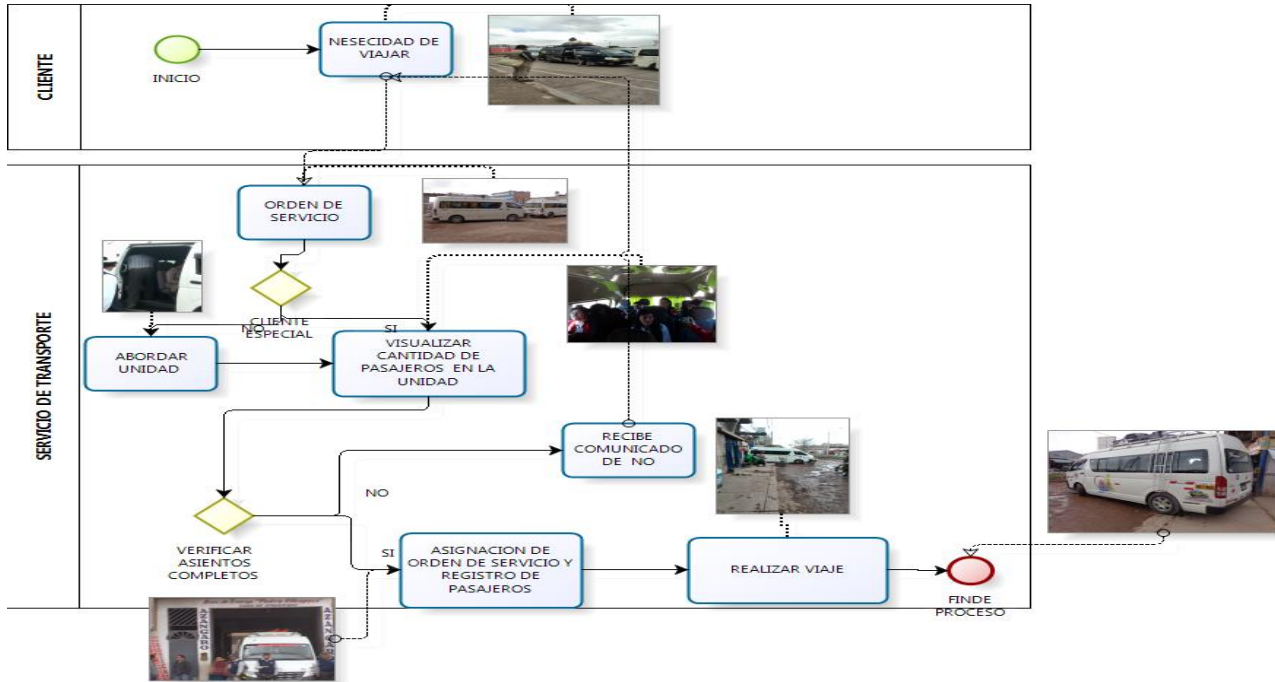 CLIENTE
INICIO
NESECIDAD DE
VIAJAR
SERVICIO DE TRANSPORTE
ORDEN DE
SERVICIO
CLIENTE
ESPECIAL
NO
SI
ABORDAR
UNIDAD
VISUALIZAR
CANTIDAD DE
PASAJEROS EN LA
UNIDAD
RECIBE
COMUNICADO
DE NO
NO
VERIFICAR
ASIENTOS
COMPLETOS
SI
ASIGNACION DE
ORDEN DE SERVICIO Y
REGISTRO DE
PASAJEROS
REALIZAR VIAJE
FINDE
PROCESO
AZANGARO